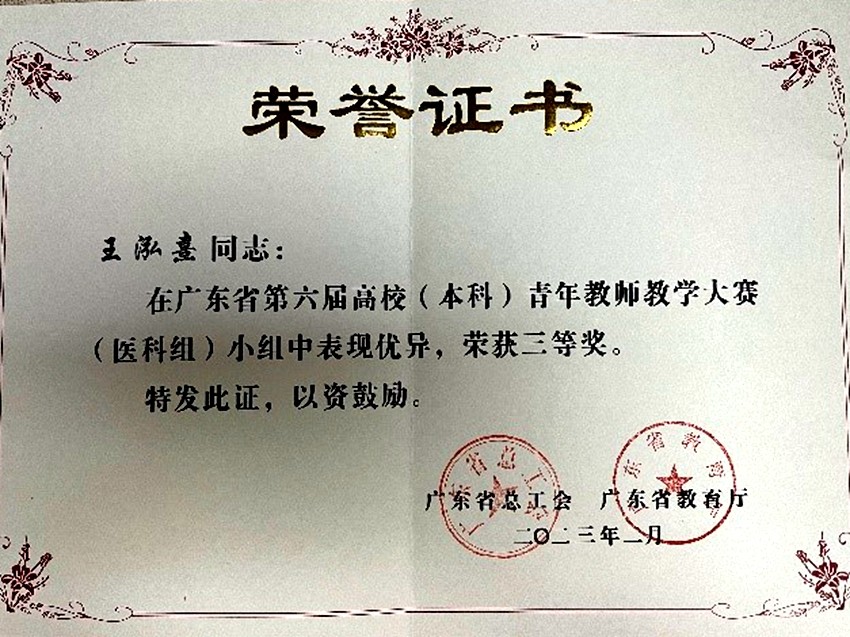 荣誉证书
王泓熹同志：
在广东省第六届高校（本科）青年教师教学大赛
（医科组）小组中表现优异，荣获三等奖。
特发此证，以资鼓励。
广东省总工会 广东省教育厅
二〇二三年二月